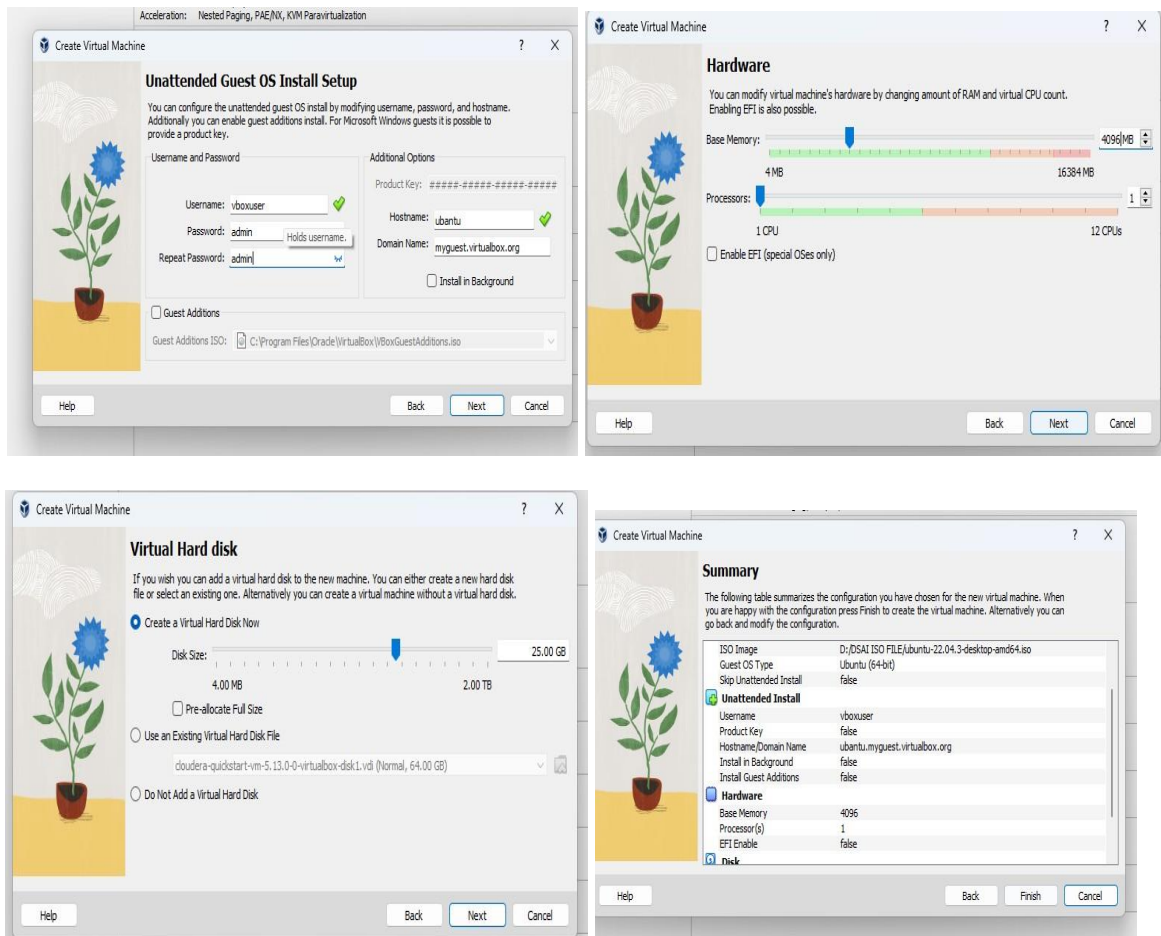 Acceleration: Nested Paging, PAE/NX, KVM Paravirtualization
Create Virtual Machine ? X
Unattended Guest OS Install Setup
You can configure the unattended guest OS install by modifying username, password, and hostname.
Additionally you can enable guest additions install. For Microsoft Windows guests it is possible to
provide a product key.
Username and Password
Username: vboxuser
Password: admin
Holds username.
Repeat Password: admin
Additional Options
Product Key: #####-#####-#####-#####-#####
Hostname: ubantu
Domain Name: myguest.virtualbox.org
Install in Background
Guest Additions
Guest Additions ISO: C:\Program Files\Oracle\VirtualBox\VBoxGuestAdditions.iso
Help Back Next Cancel
Create Virtual Machine ? X
Hardware
You can modify virtual machine's hardware by changing amount of RAM and virtual CPU count.
Enabling EFI is also possible.
Base Memory: 4096 MB
4 MB 16384 MB
Processors: 1
1 CPU 12 CPUs
Enable EFI (special OSes only)
Help Back Next Cancel
Create Virtual Machine ? X
Virtual Hard disk
If you wish you can add a virtual hard disk to the new machine. You can either create a new hard disk
file or select an existing one. Alternatively you can create a virtual machine without a virtual hard disk.
Create a Virtual Hard Disk Now
Disk Size: 25.00 GB
4.00 MB 2.00 TB
Pre-allocate Full Size
Use an Existing Virtual Hard Disk File
cloudera-quickstart-vm-5.13.0-0-virtualbox-disk1.vdi (Normal, 64.00 GB)
Do Not Add a Virtual Hard Disk
Help Back Next Cancel
Create Virtual Machine ? X
Summary
The following table summarizes the configuration you have chosen for the new virtual machine. When
you are happy with the configuration press Finish to create the virtual machine. Alternatively you can
go back and modify the configuration.
ISO Image D:/DSAI ISO FILE/ubuntu-22.04.3-desktop-amd64.iso
Guest OS Type Ubuntu (64-bit)
Skip Unattended Install false
Unattended Install
Username vboxuser
Product Key false
Hostname/Domain Name ubantu.myguest.virtualbox.org
Install in Background false
Install Guest Additions false
Hardware
Base Memory 4096
Processor(s) 1
EFI Enable false
Disk
Help Back Finish Cancel